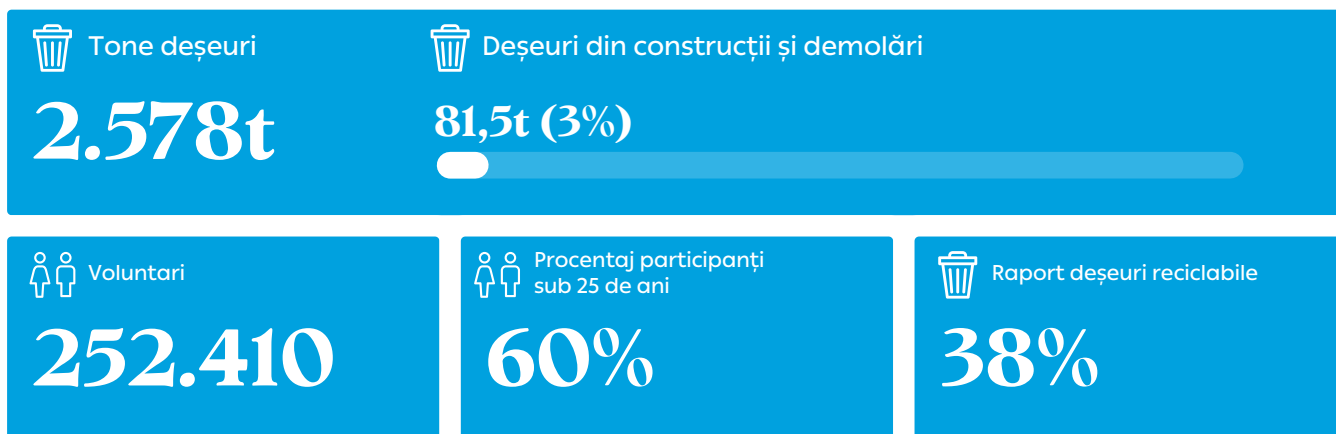 Tone deșeuri
2.578t
Deșeuri din construcții și demolări
81,5t (3%)
Voluntari
252.410
Procentaj participanți
sub 25 de ani
60%
Raport deșeuri reciclabile
38%